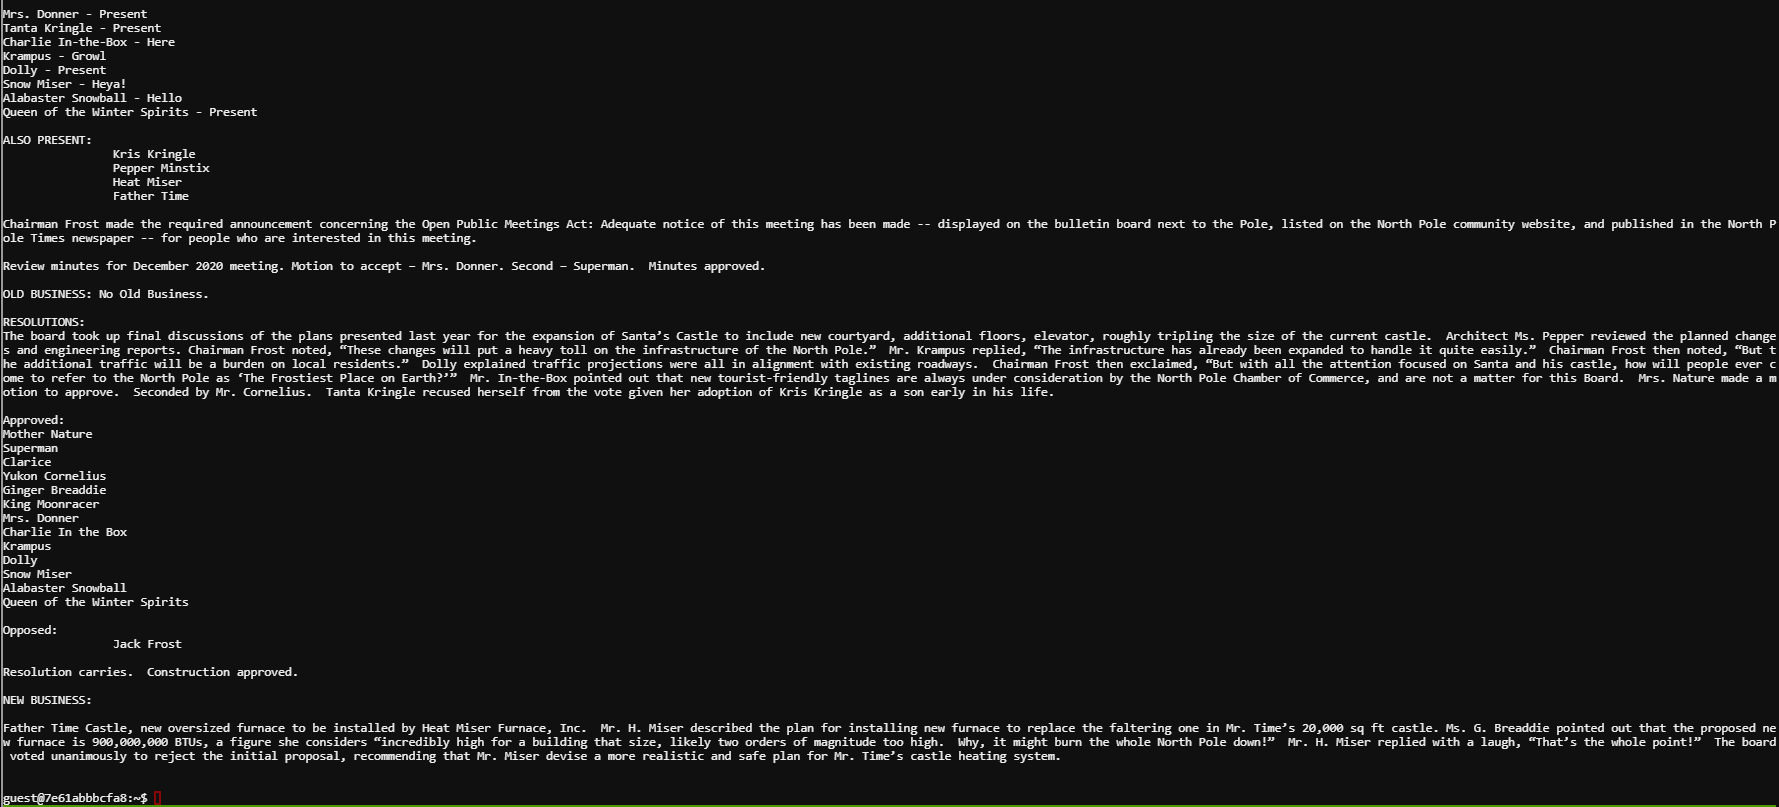 Mrs. Donner - Present
Tanta Kringle - Present
Charlie In-the-Box - Here
Krampus - Growl
Dolly - Present
Snow Miser - Heya!
Alabaster Snowball - Hello
Queen of the Winter Spirits - Present
ALSO PRESENT:
Kris Kringle
Pepper Minstix
Heat Miser
Father Time
Chairman Frost made the required announcement concerning the Open Public Meetings Act: Adequate notice of this meeting has been made -- displayed on the bulletin board next to the Pole, listed on the North Pole community website, and published in the North P
ole Times newspaper -- for people who are interested in this meeting.
Review minutes for December 2020 meeting. Motion to accept – Mrs. Donner. Second – Superman.  Minutes approved.
OLD BUSINESS: No Old Business.
RESOLUTIONS:
The board took up final discussions of the plans presented last year for the expansion of Santa’s Castle to include new courtyard, additional floors, elevator, roughly tripling the size of the current castle.  Architect Ms. Pepper reviewed the planned change
s and engineering reports. Chairman Frost noted, “These changes will put a heavy toll on the infrastructure of the North Pole.”  Mr. Krampus replied, “The infrastructure has already been expanded to handle it quite easily.”  Chairman Frost then noted, “But t
he additional traffic will be a burden on local residents.”  Dolly explained traffic projections were all in alignment with existing roadways.  Chairman Frost then exclaimed, “But with all the attention focused on Santa and his castle, how will people ever c
ome to refer to the North Pole as ‘The Frostiest Place on Earth?’”  Mr. In-the-Box pointed out that new tourist-friendly taglines are always under consideration by the North Pole Chamber of Commerce, and are not a matter for this Board.  Mrs. Nature made a m
otion to approve.  Seconded by Mr. Cornelius.  Tanta Kringle recused herself from the vote given her adoption of Kris Kringle as a son early in his life.
Approved:
Mother Nature
Superman
Clarice
Yukon Cornelius
Ginger Breaddie
King Moonracer
Mrs. Donner
Charlie In the Box
Krampus
Dolly
Snow Miser
Alabaster Snowball
Queen of the Winter Spirits
Opposed:
Jack Frost
Resolution carries.  Construction approved.
NEW BUSINESS:
Father Time Castle, new oversized furnace to be installed by Heat Miser Furnace, Inc.  Mr. H. Miser described the plan for installing new furnace to replace the faltering one in Mr. Time’s 20,000 sq ft castle. Ms. G. Breaddie pointed out that the proposed ne
w furnace is 900,000,000 BTUs, a figure she considers “incredibly high for a building that size, likely two orders of magnitude too high.  Why, it might burn the whole North Pole down!”  Mr. H. Miser replied with a laugh, “That’s the whole point!”  The board
voted unanimously to reject the initial proposal, recommending that Mr. Miser devise a more realistic and safe plan for Mr. Time’s castle heating system.
guest@7e61abbbcfa8:~$